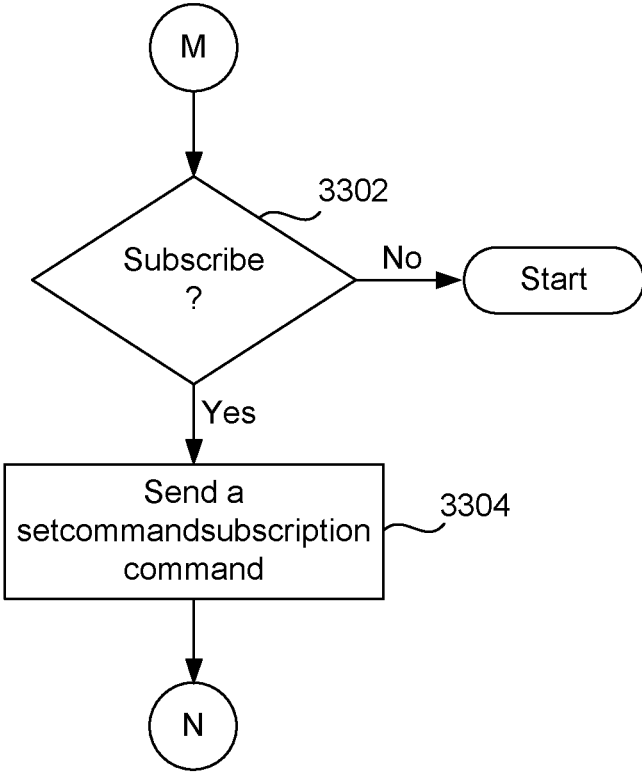 M
3302
Subscribe
?
No
Start
Yes
Send a
setcommandsubscription
command
3304
N